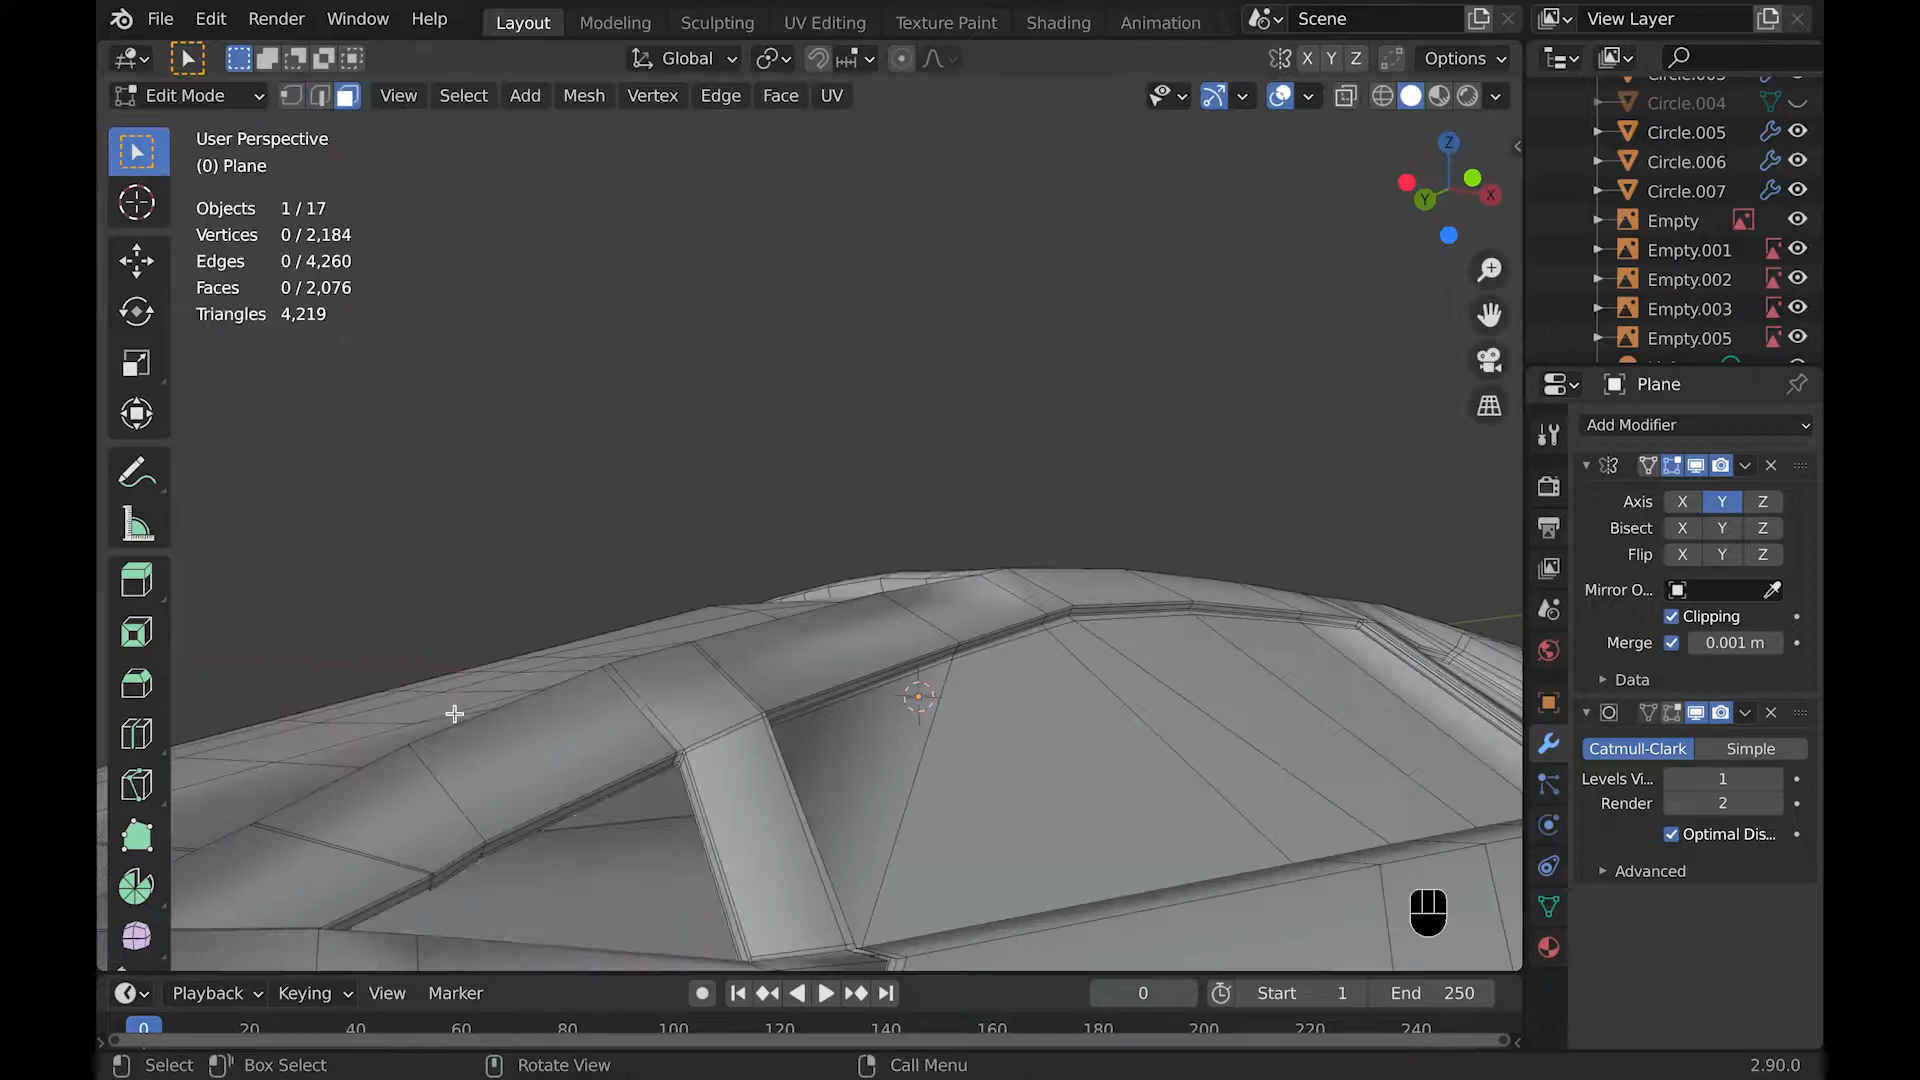 File Edit Render Window Help Layout Modeling Sculpting UV Editing Texture Paint Shading Animation Scene View Layer
Global X Y Z Options
Edit Mode View Select Add Mesh Vertex Edge Face UV
User Perspective
(0) Plane
Objects 1 / 17
Vertices 0 / 2,184
Edges 0 / 4,260
Faces 0 / 2,076
Triangles 4,219
Z
X
Y
Circle.004
Circle.005
Circle.006
Circle.007
Empty
Empty.001
Empty.002
Empty.003
Empty.005
Plane
Add Modifier
Axis X Y Z
Bisect X Y Z
Flip X Y Z
Mirror O...
Clipping
Merge 0.001 m
Data
Catmull-Clark Simple
Levels Vi... 1
Render 2
Optimal Dis...
Advanced
Playback Keying View Marker 0 Start 1 End 250
0 20 40 60 80 100 120 140 160 180 200 220 240
Select Box Select Rotate View Call Menu 2.90.0